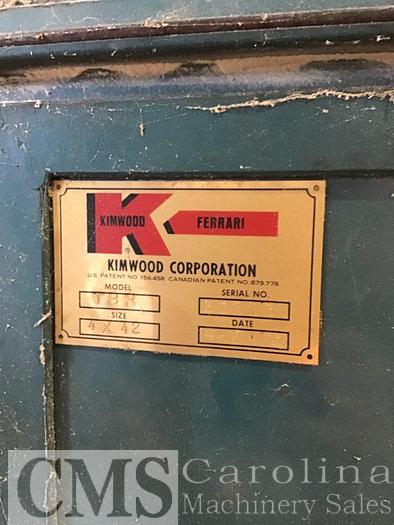 KIMWOOD FERRARI
KIMWOOD CORPORATION
U.S. PATENT NO. 156.458 CANADIAN PATENT NO. 879.778
MODEL SERIAL NO.
SIZE
4 X 42 DATE
CMS Carolina
Machinery Sales